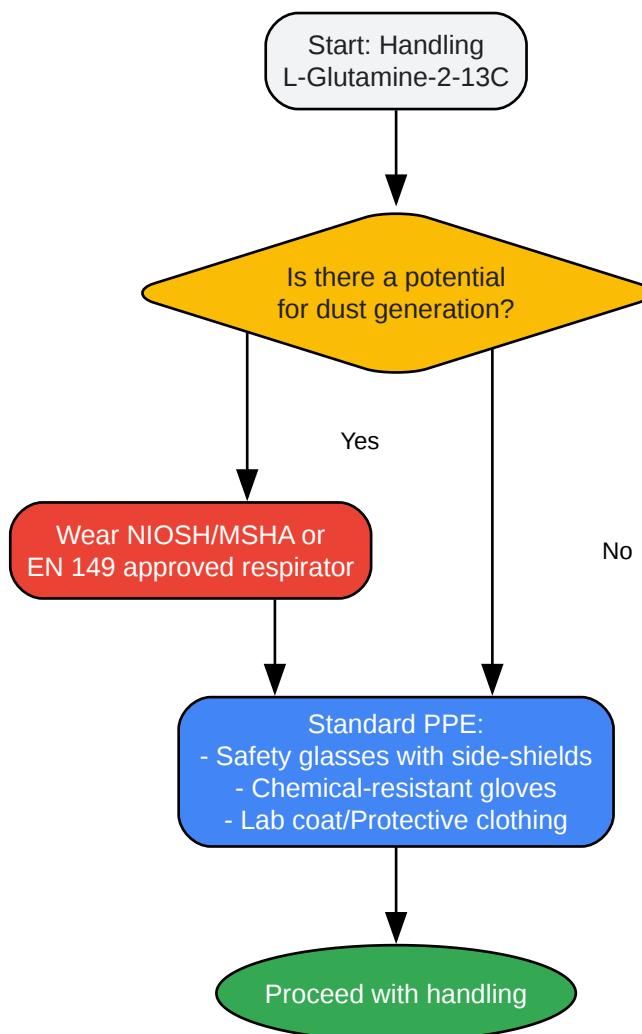 Start: Handling
L-Glutamine-2-13C
Is there a potential
for dust generation?
Yes
Wear NIOSH/MSHA or
EN 149 approved respirator
No
Standard PPE:
- Safety glasses with side-shields
- Chemical-resistant gloves
- Lab coat/Protective clothing
Proceed with handling